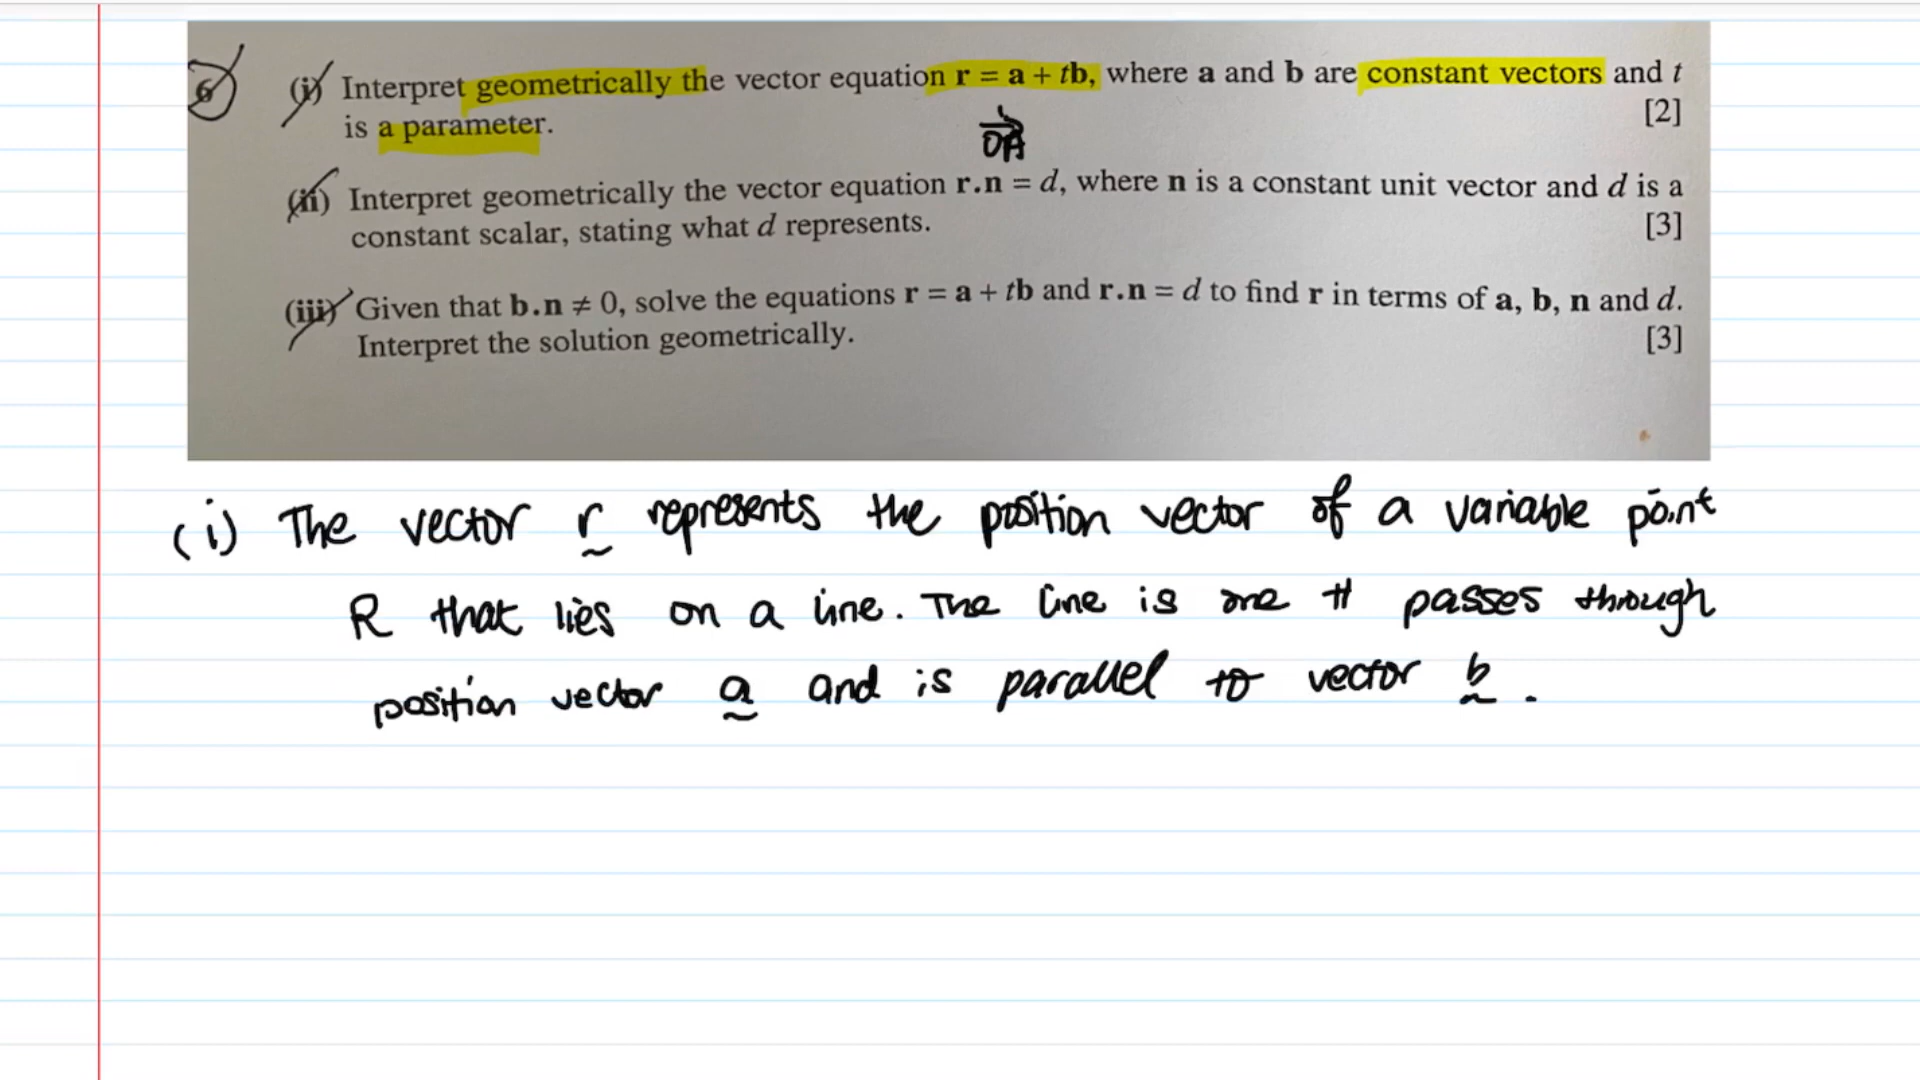 6 (i) Interpret geometrically the vector equation r = a + tb, where a and b are constant vectors and t
is a parameter. [2]
OA
(ii) Interpret geometrically the vector equation r.n = d, where n is a constant unit vector and d is a
constant scalar, stating what d represents. [3]
(iii) Given that b.n ≠ 0, solve the equations r = a + tb and r.n = d to find r in terms of a, b, n and d.
Interpret the solution geometrically. [3]
(i) The vector r represents the position vector of a variable point
R that lies on a line. The line is one tt passes through
position vector a and is parallel to vector b.